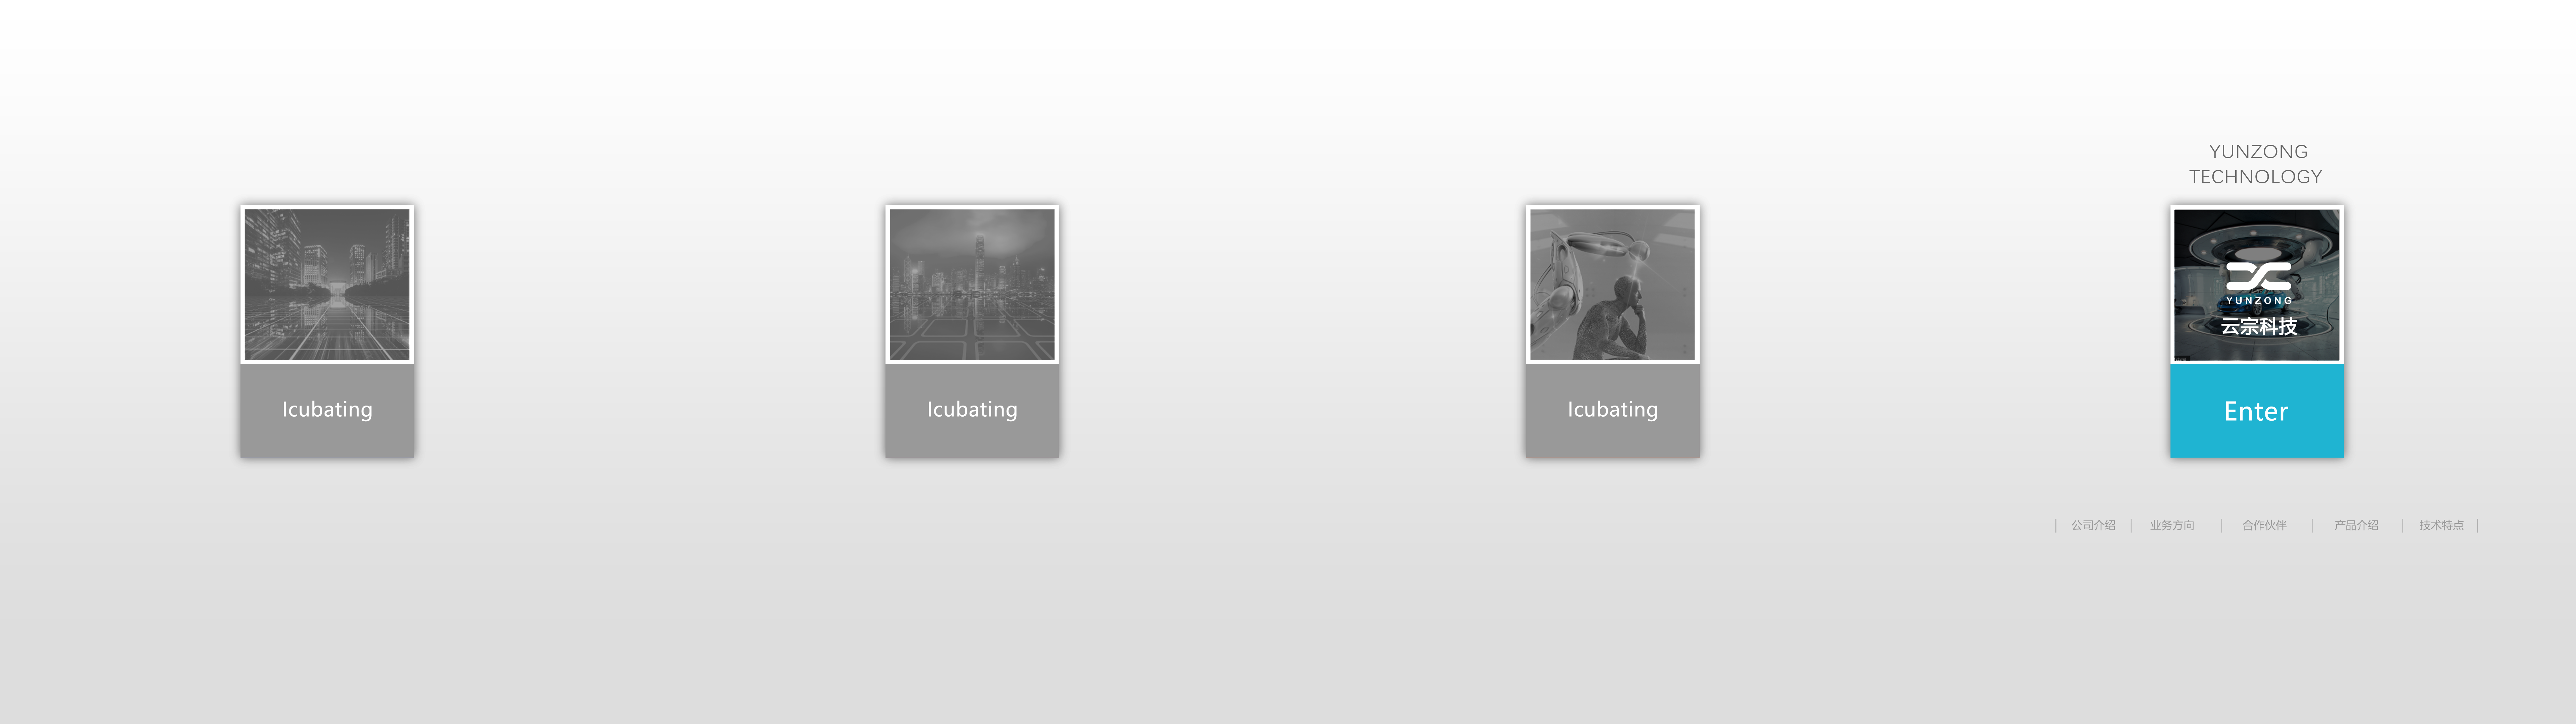 Icubating
Icubating
Icubating
YUNZONG
TECHNOLOGY
YUNZONG
云宗科技
Enter
公司介绍 业务方向 合作伙伴 产品介绍 技术特点